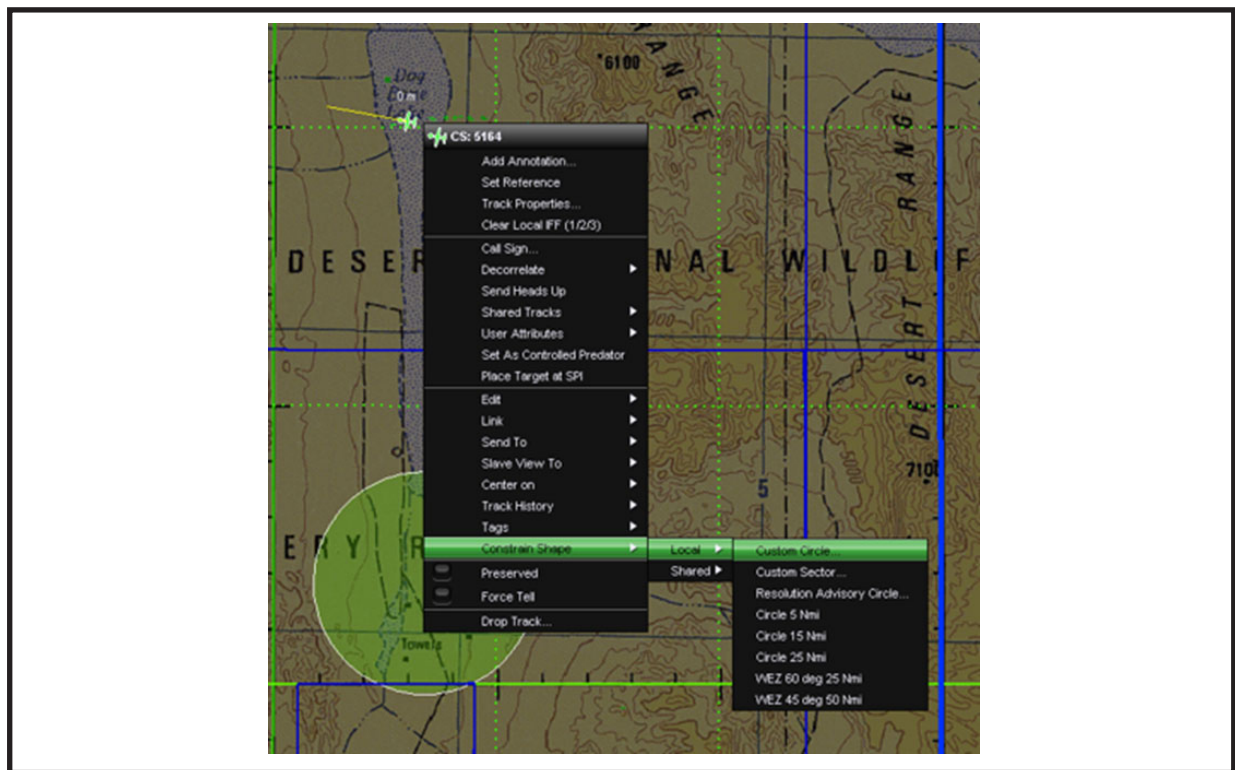 RANGE
6100
Dog
Bone
Lake
0 m
CS: 5164
Add Annotation...
Set Reference
Track Properties...
Clear Local IFF (1/2/3)
Call Sign...
Decorrelate
Send Heads Up
Shared Tracks
User Attributes
Set As Controlled Predator
Place Target at SPI
Edit
Link
Send To
Slave View To
Center on
Track History
Tags
Constrain Shape
Preserved
Force Tell
Drop Track...
Local
Shared
Custom Circle...
Custom Sector...
Resolution Advisory Circle...
Circle 5 Nmi
Circle 15 Nmi
Circle 25 Nmi
WEZ 60 deg 25 Nmi
WEZ 45 deg 50 Nmi
DESER
NAL WILDLIF
DESERT RANGE
5000
7100
5
ERY R
Towers